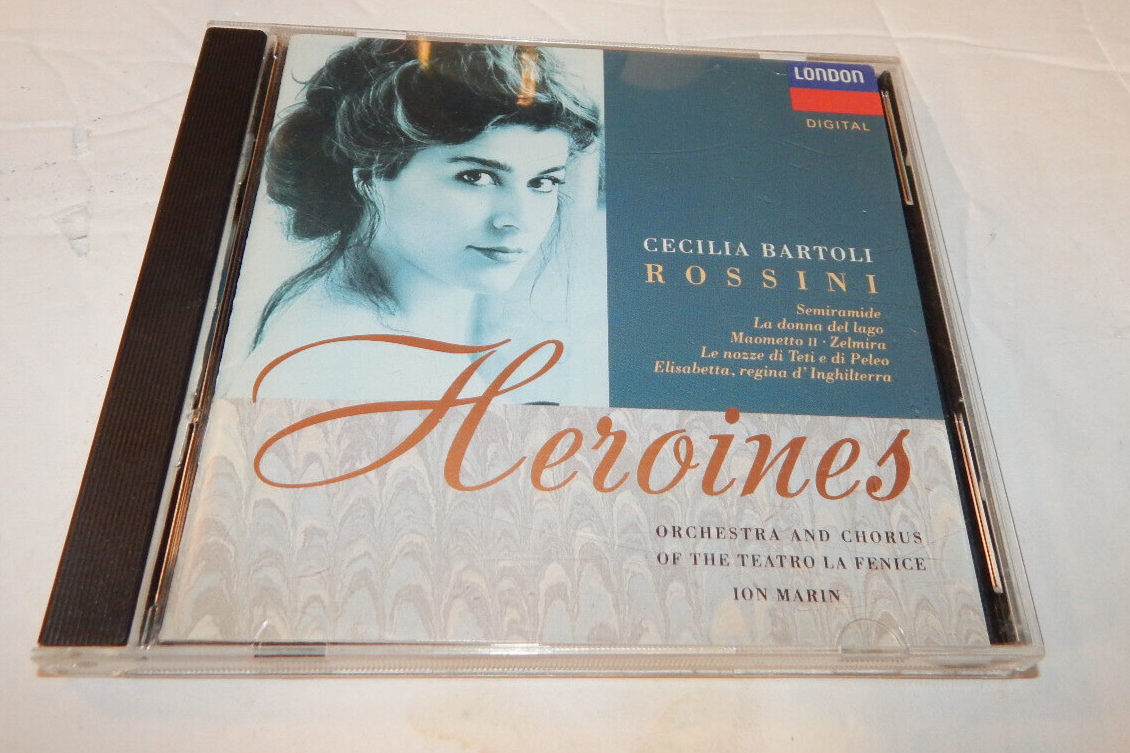 LONDON
DIGITAL
CECILIA BARTOLI
ROSSINI
Semiramide
La donna del lago
Maometto II · Zelmira
Le nozze di Teti e di Peleo
Elisabetta, regina d'Inghilterra
Heroines
ORCHESTRA AND CHORUS
OF THE TEATRO LA FENICE
ION MARIN